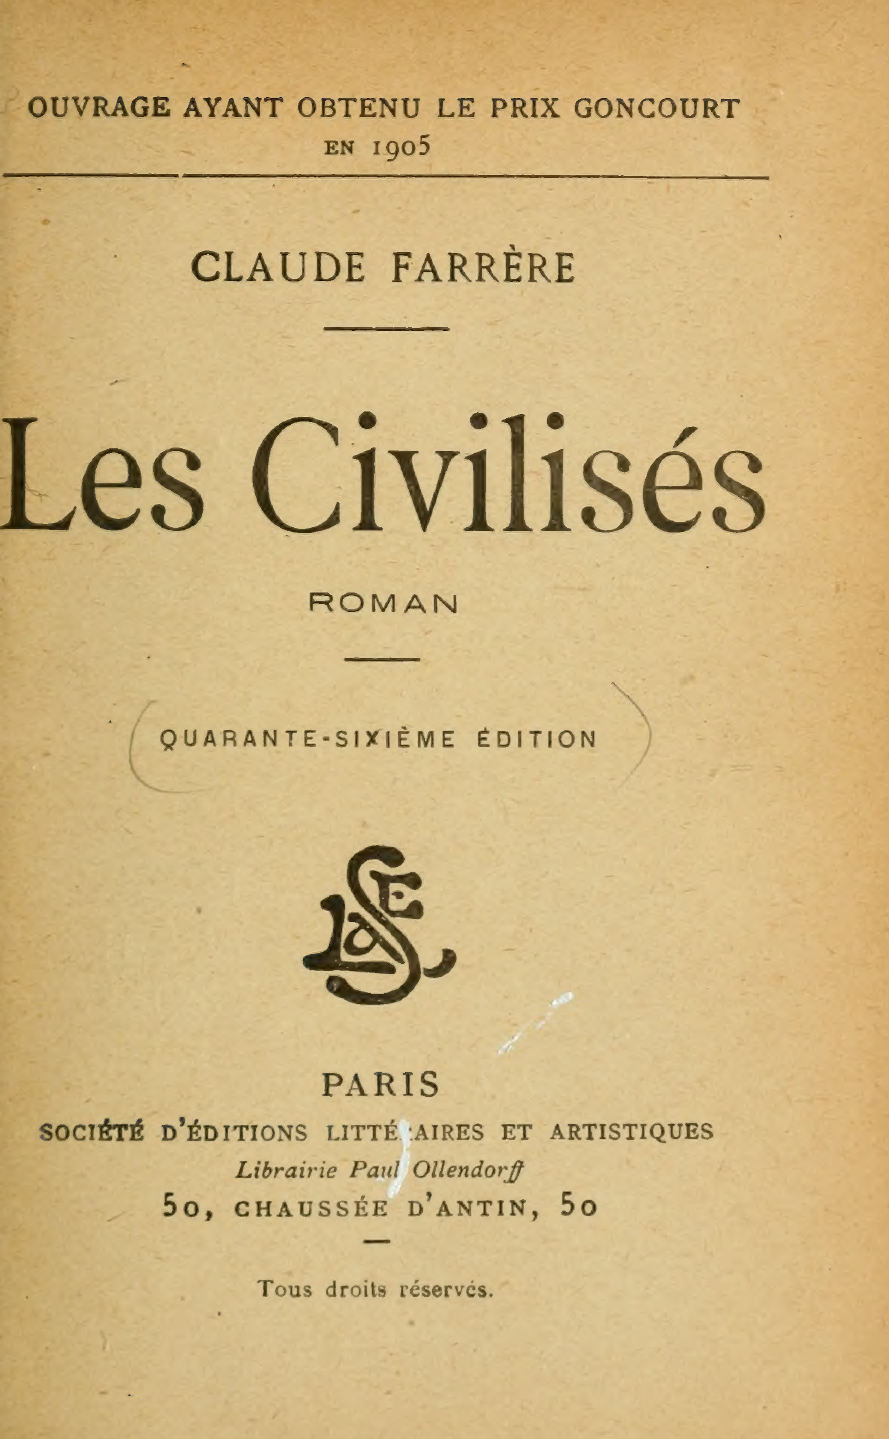 OUVRAGE AYANT OBTENU LE PRIX GONCOURT
EN 1905
CLAUDE FARRÈRE
Les Civilisés
ROMAN
QUARANTE-SIXIÈME ÉDITION
PARIS
SOCIÉTÉ D'ÉDITIONS LITTÉRAIRES ET ARTISTIQUES
Librairie Paul Ollendorff
50, CHAUSSÉE D'ANTIN, 50
Tous droits réservés.